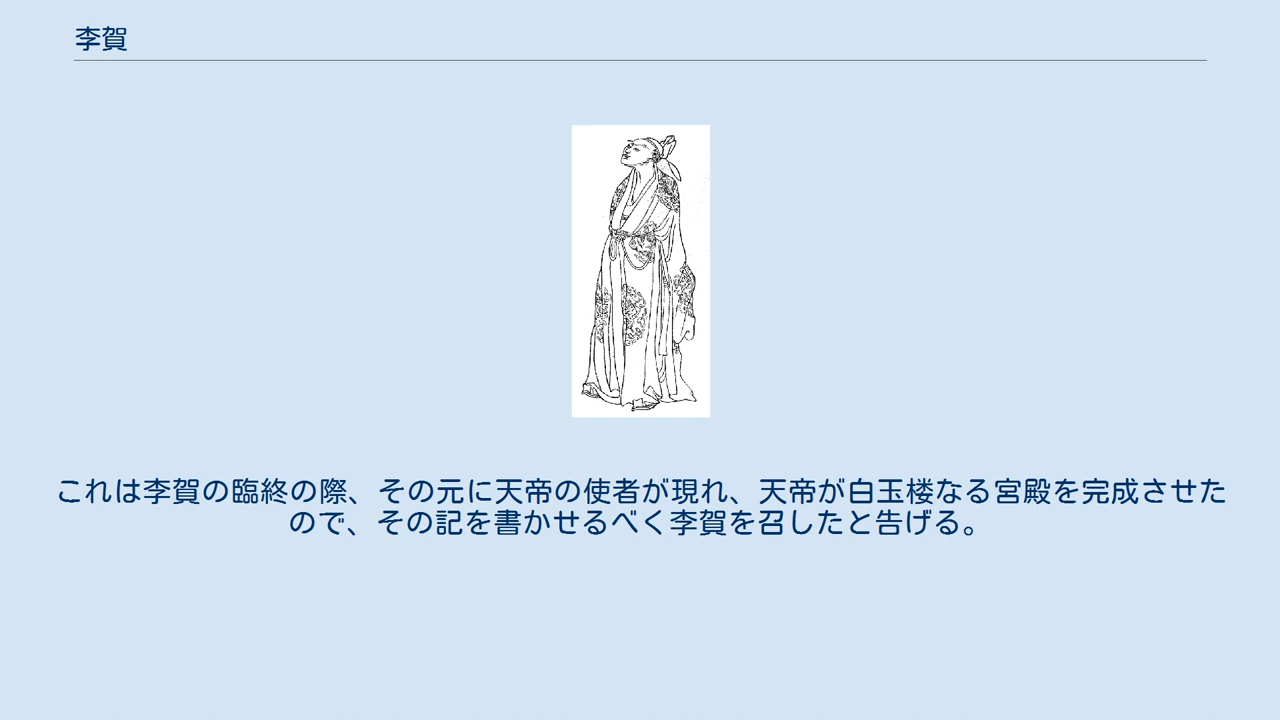 李賀
これは李賀の臨終の際、その元に天帝の使者が現れ、天帝が白玉楼なる宮殿を完成させた
ので、その記を書かせるべく李賀を召したと告げる。